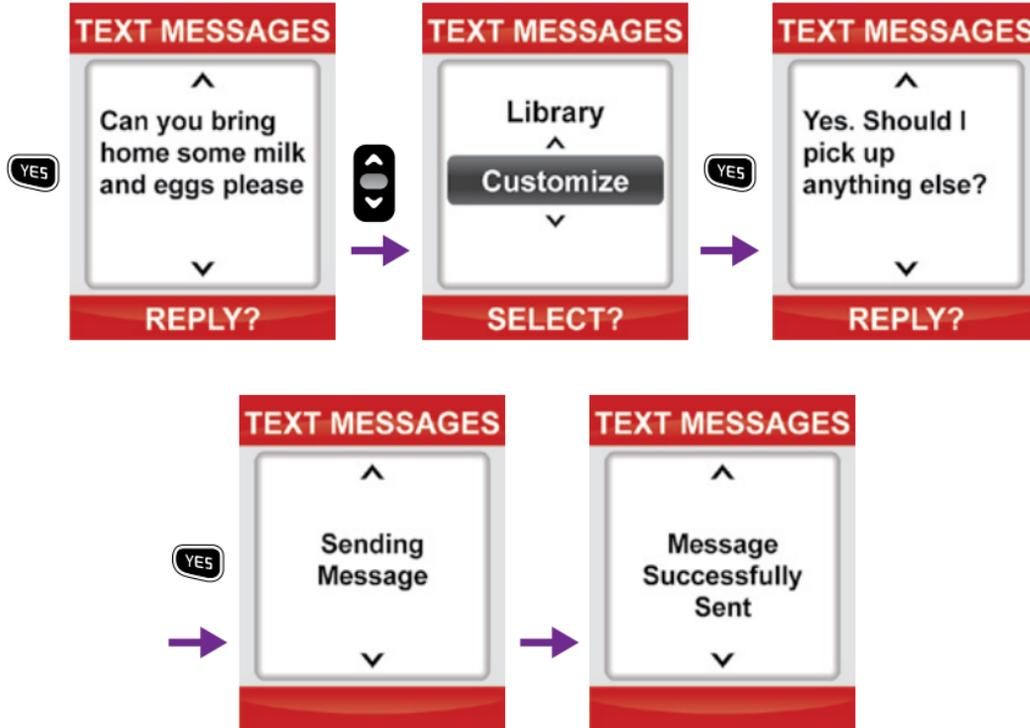 TEXT MESSAGES
Can you bring
home some milk
and eggs please
REPLY?
YES
TEXT MESSAGES
Library
Customize
SELECT?
YES
TEXT MESSAGES
Yes. Should I
pick up
anything else?
REPLY?
YES
TEXT MESSAGES
Sending
Message
TEXT MESSAGES
Message
Successfully
Sent